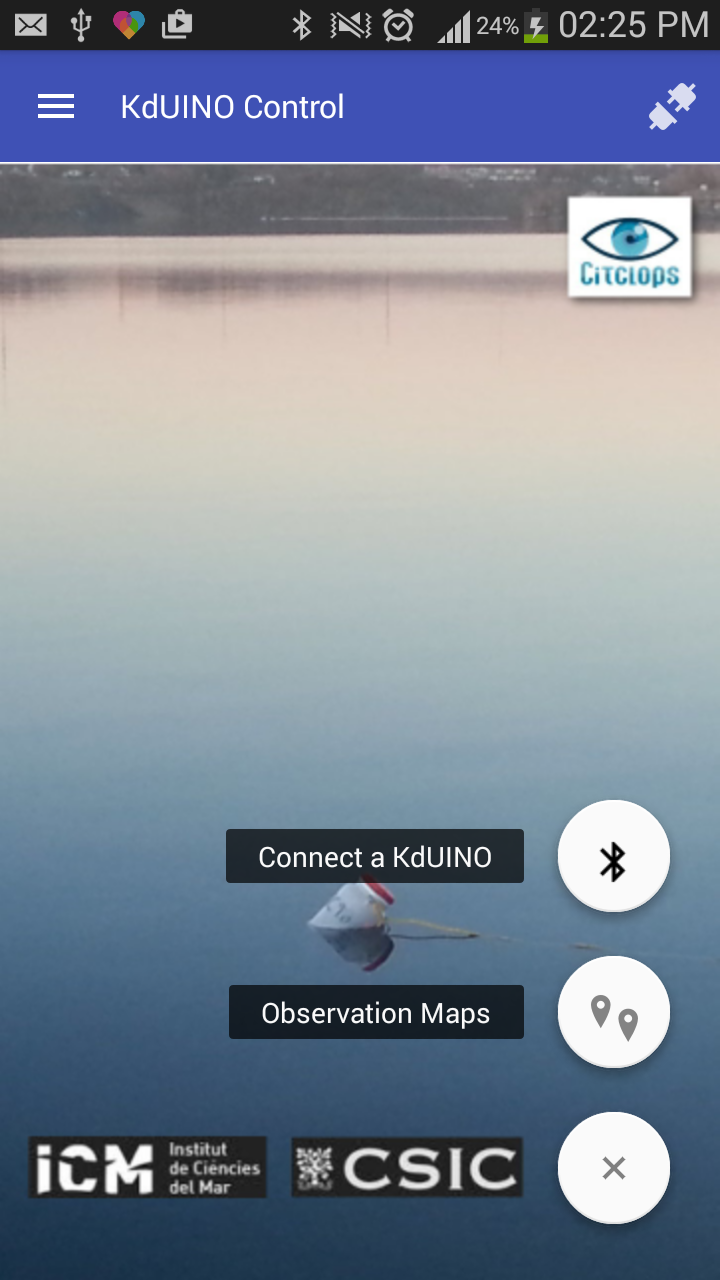 24% 02:25 PM
KdUINO Control
Citclops
Connect a KdUINO
Observation Maps
icm Institut
de Ciències
del Mar
CSIC